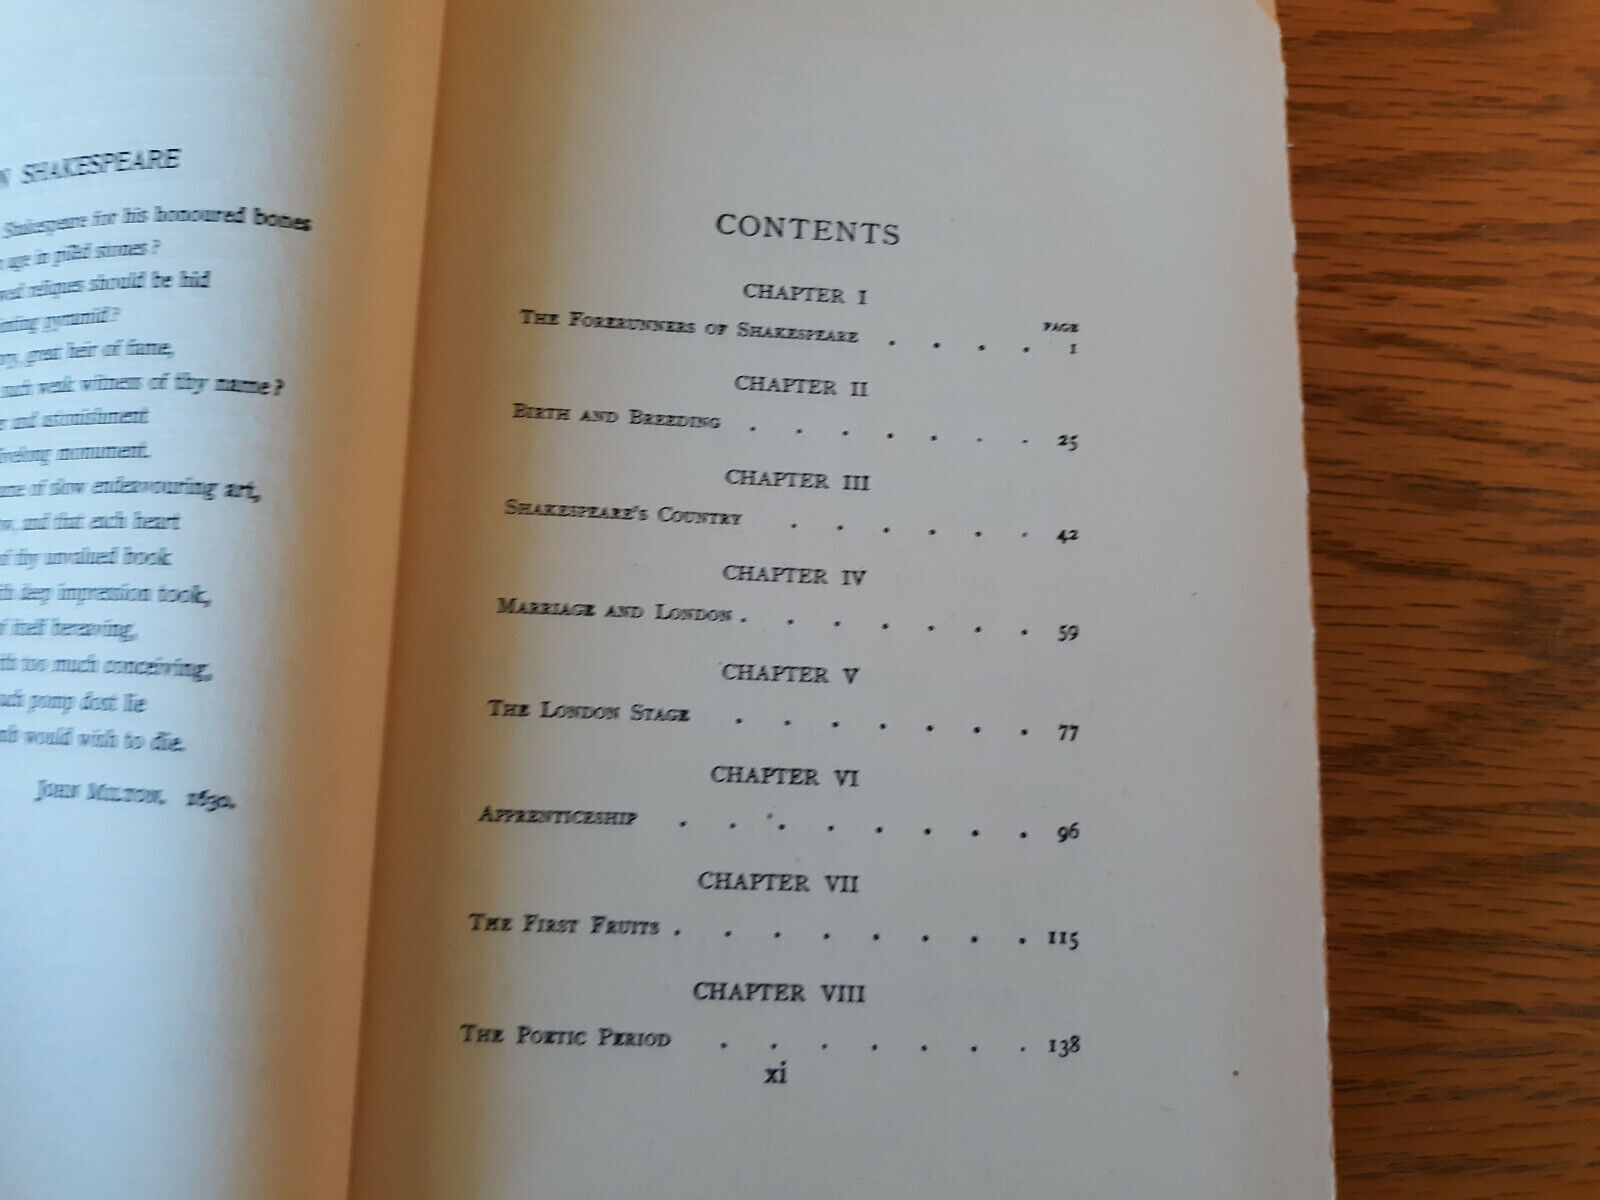 N SHAKESPEARE
Shakespeare for his honoured bones
age in piled stones?
reliques should be hid
pyramid?
great heir of fame,
such weak witness of thy name?
and astonishment
monument.
of slow endeavouring art,
and that each heart
of thy unvalued book
deep impression took,
itself bereaving,
too much conceiving,
pomp dost lie
would wish to die.
JOHN MILTON. 1630.
CONTENTS
CHAPTER I
PAGE
THE FORERUNNERS OF SHAKESPEARE . . . . 1
CHAPTER II
BIRTH AND BREEDING . . . . . . . 25
CHAPTER III
SHAKESPEARE'S COUNTRY . . . . . . 42
CHAPTER IV
MARRIAGE AND LONDON . . . . . . . 59
CHAPTER V
THE LONDON STAGE . . . . . . . 77
CHAPTER VI
APPRENTICESHIP . . . . . . . . 96
CHAPTER VII
THE FIRST FRUITS . . . . . . . . 115
CHAPTER VIII
THE POETIC PERIOD . . . . . . . 138
xi